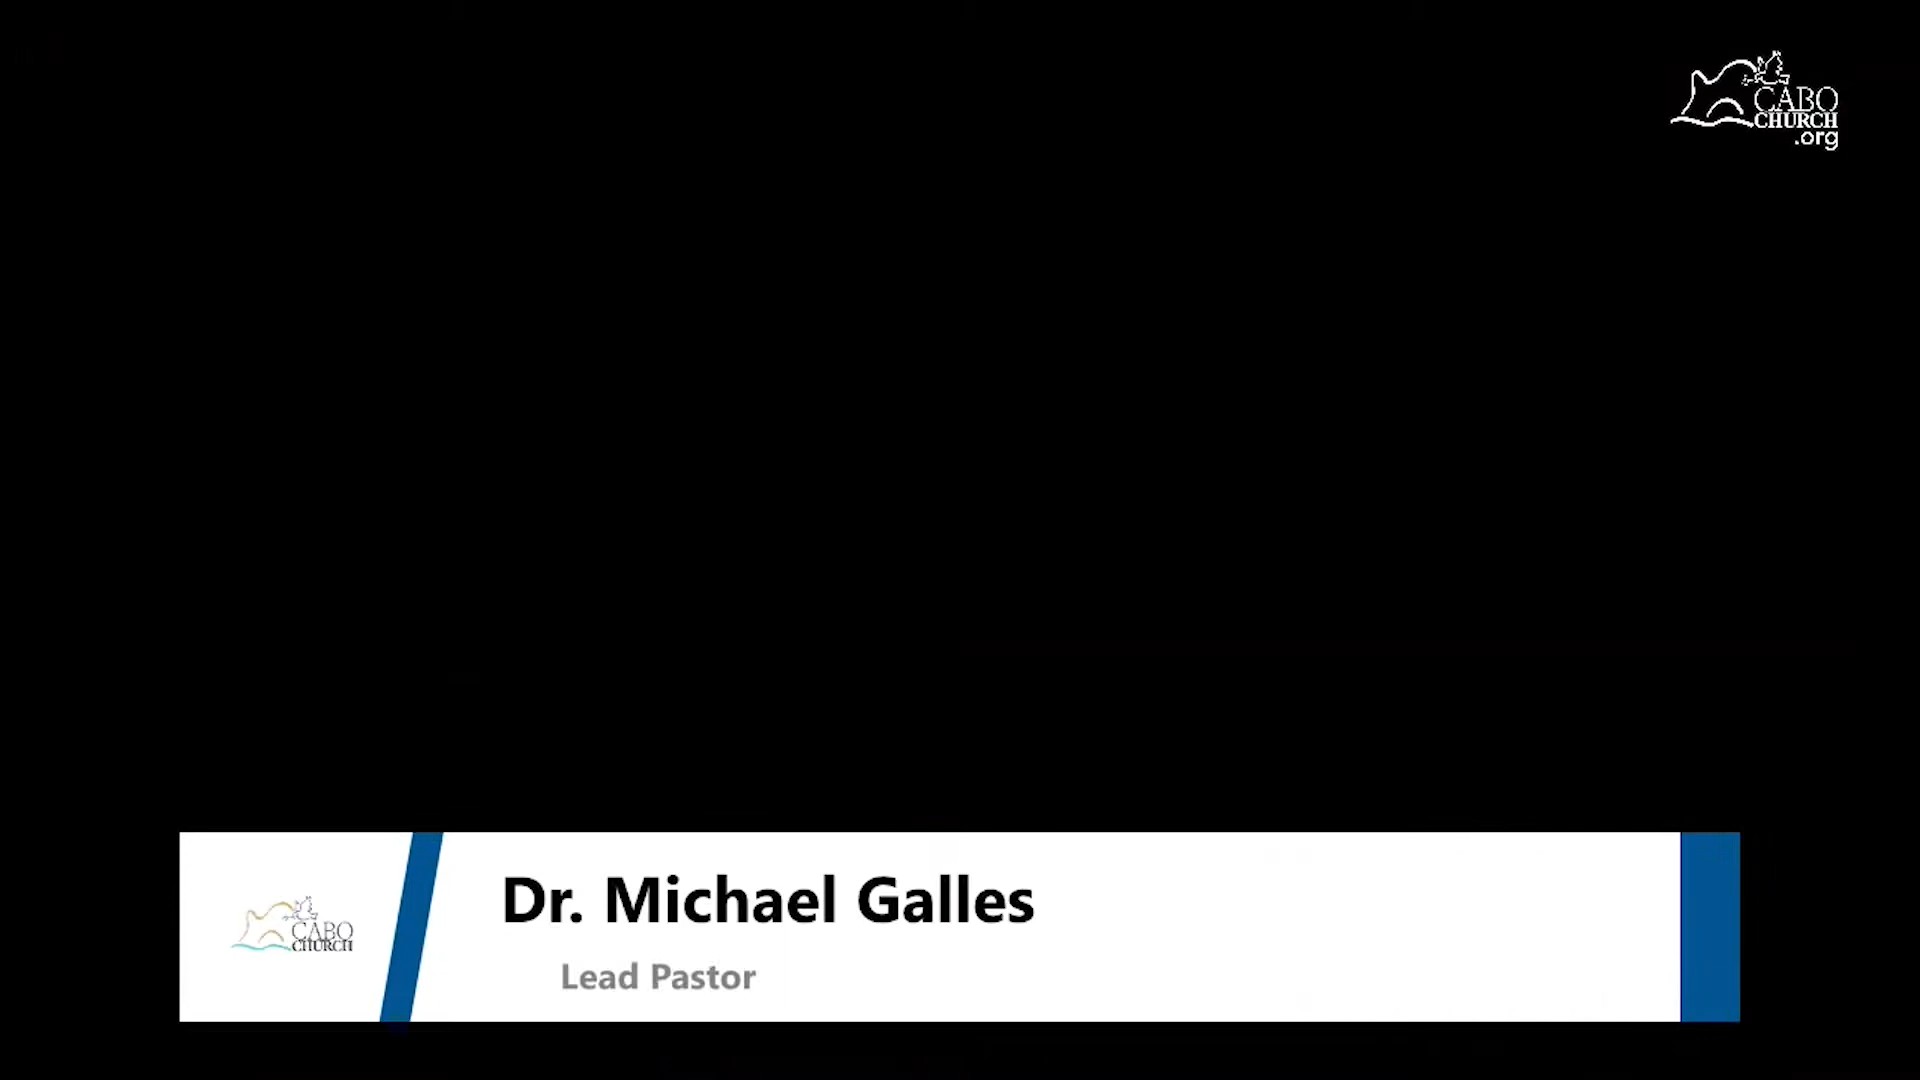 CABO
CHURCH
.org
Dr. Michael Galles
Lead Pastor
CABO
CHURCH